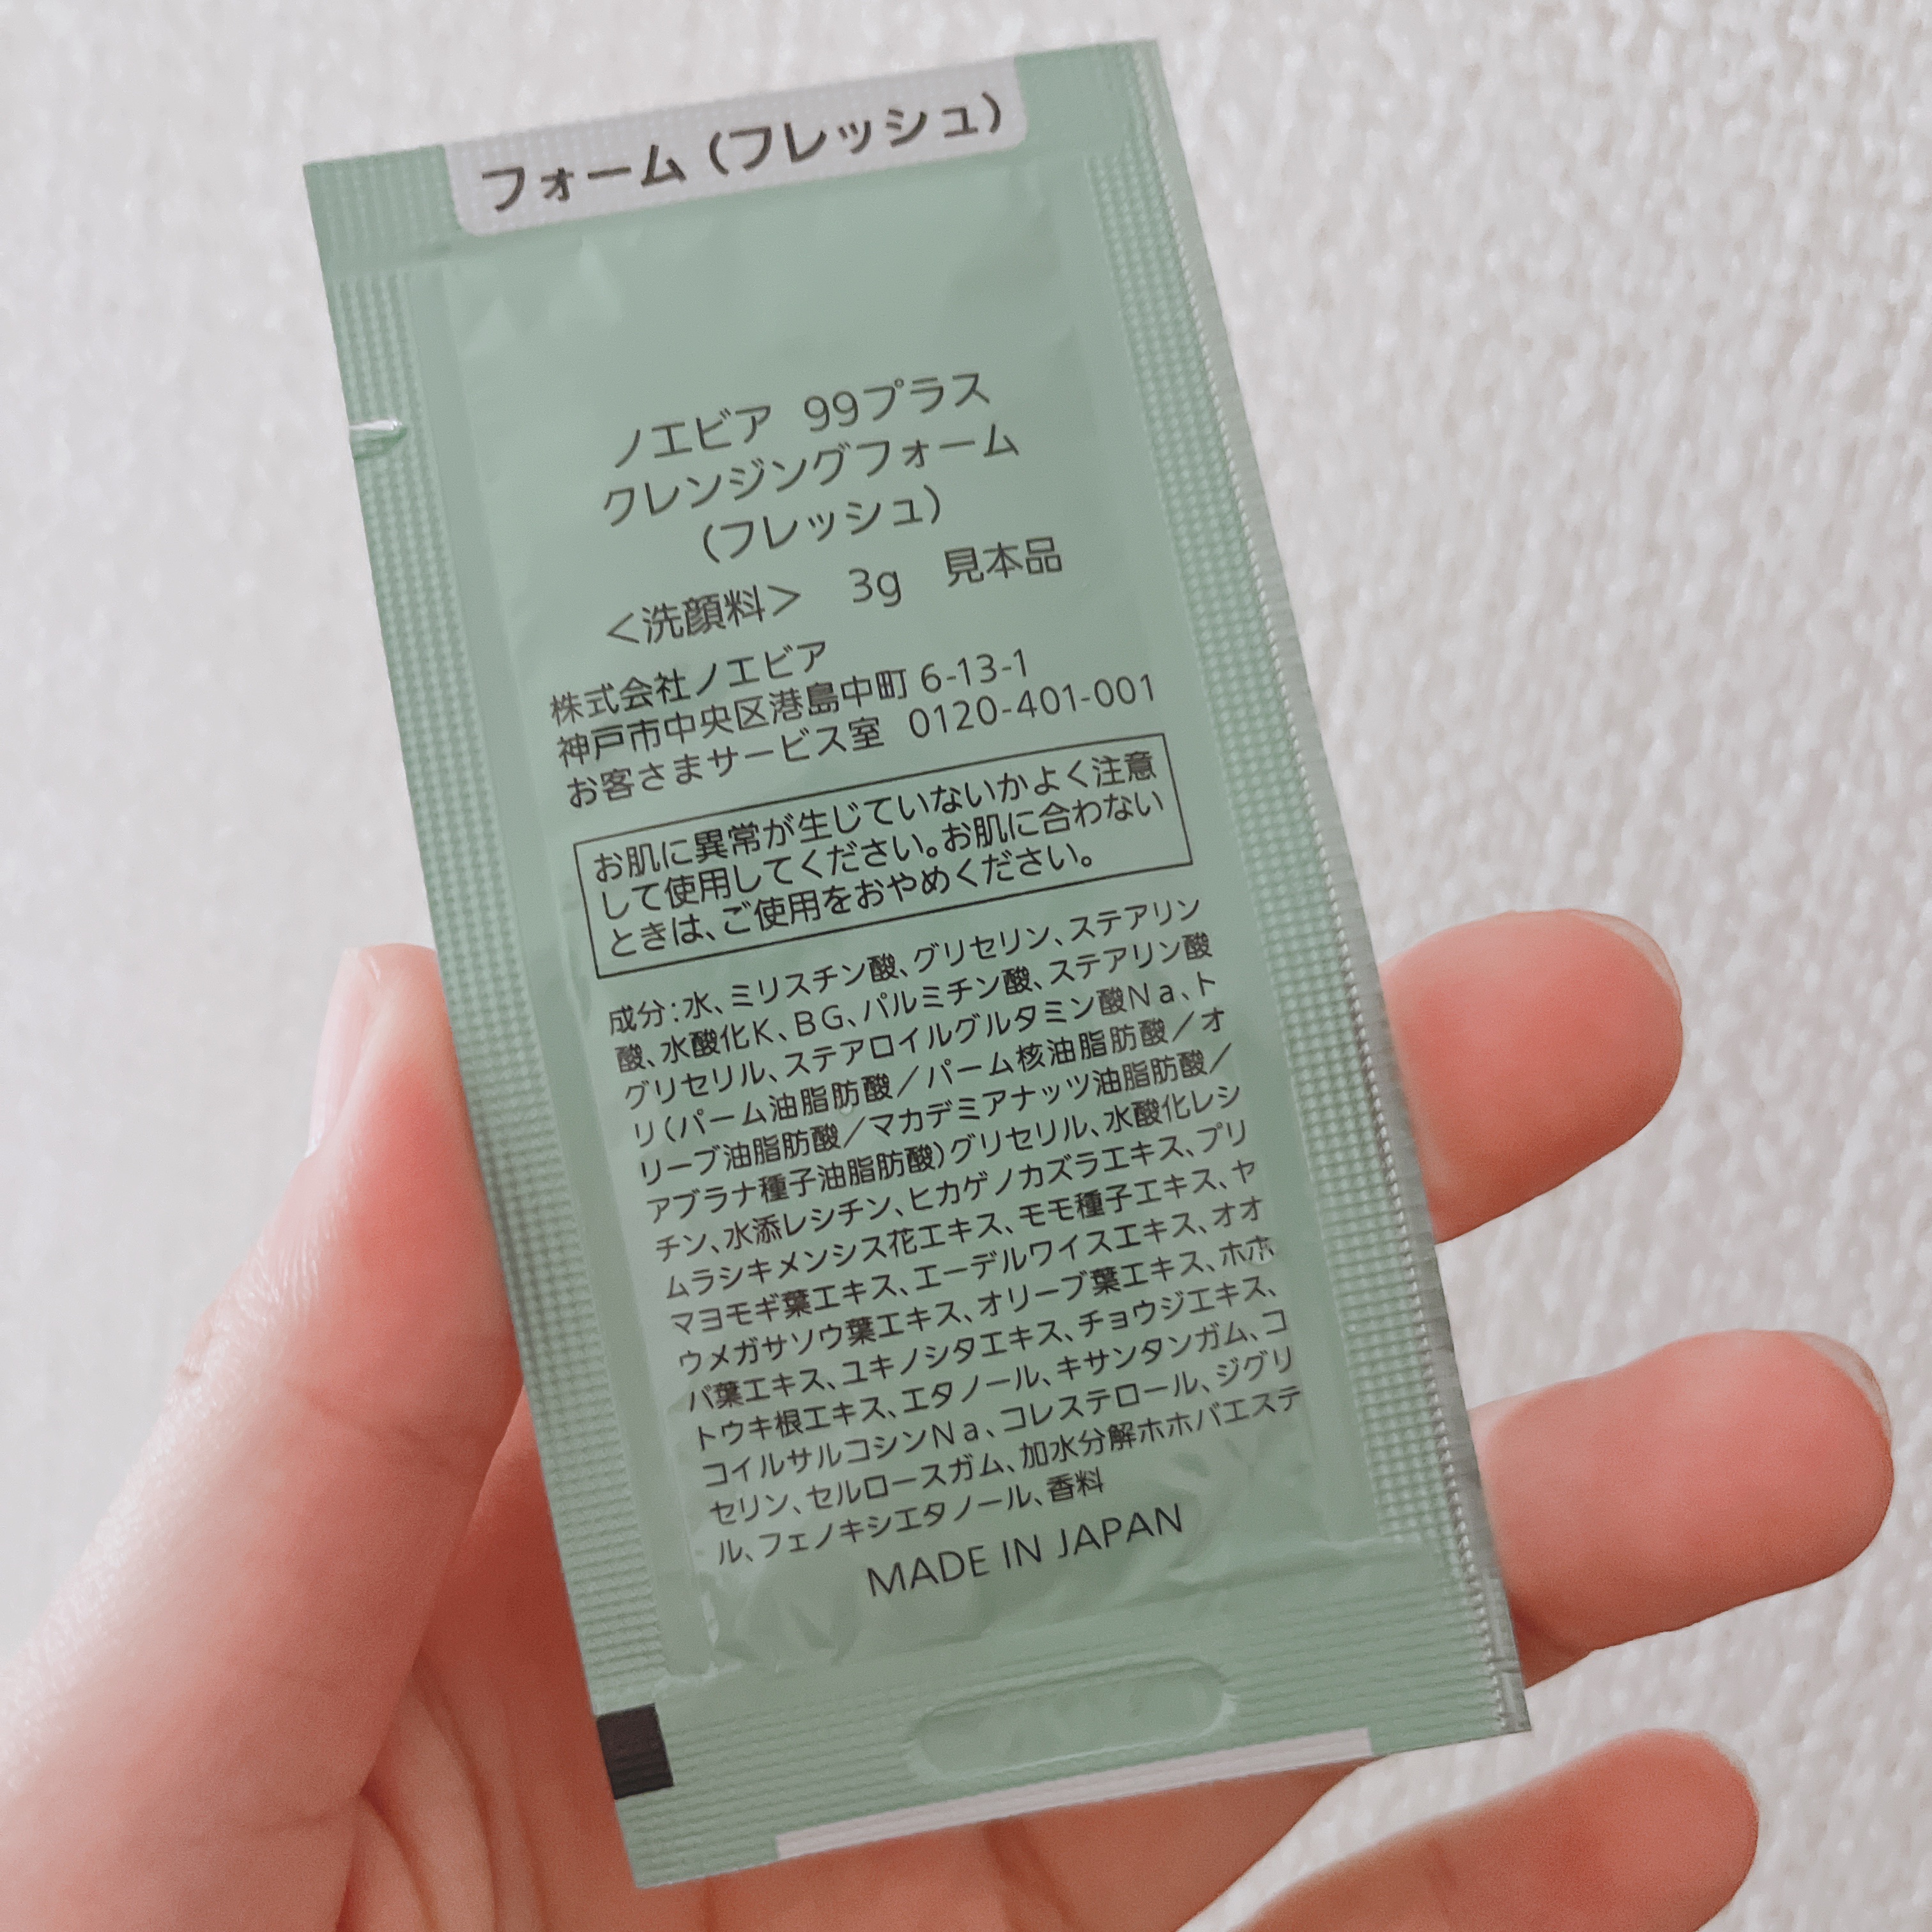 フォーム（フレッシュ）
ノエビア 99プラス
クレンジングフォーム
（フレッシュ）
＜洗顔料＞ 3g 見本品
株式会社ノエビア
神戸市中央区港島中町 6-13-1
お客さまサービス室 0120-401-001
お肌に異常が生じていないかよく注意
して使用してください。お肌に合わない
ときは、ご使用をおやめください。
成分：水、ミリスチン酸、グリセリン、ステアリン
酸、水酸化K、BG、パルミチン酸、ステアリン酸
グリセリル、ステアロイルグルタミン酸Na、ト
リ（パーム油脂肪酸／パーム核油脂肪酸／オ
リーブ油脂肪酸／マカデミアナッツ油脂肪酸／
アブラナ種子油脂肪酸）グリセリル、水酸化レシ
チン、水添レシチン、ヒカゲノカズラエキス、プリ
ムラシキメンシス花エキス、モモ種子エキス、ヤ
マヨモギ葉エキス、エーデルワイスエキス、オオ
ウメガサソウ葉エキス、オリーブ葉エキス、ホホ
バ葉エキス、ユキノシタエキス、チョウジエキス、
トウキ根エキス、エタノール、キサンタンガム、コ
コイルサルコシンNa、コレステロール、ジグリ
セリン、セルロースガム、加水分解ホホバエステ
ル、フェノキシエタノール、香料
MADE IN JAPAN